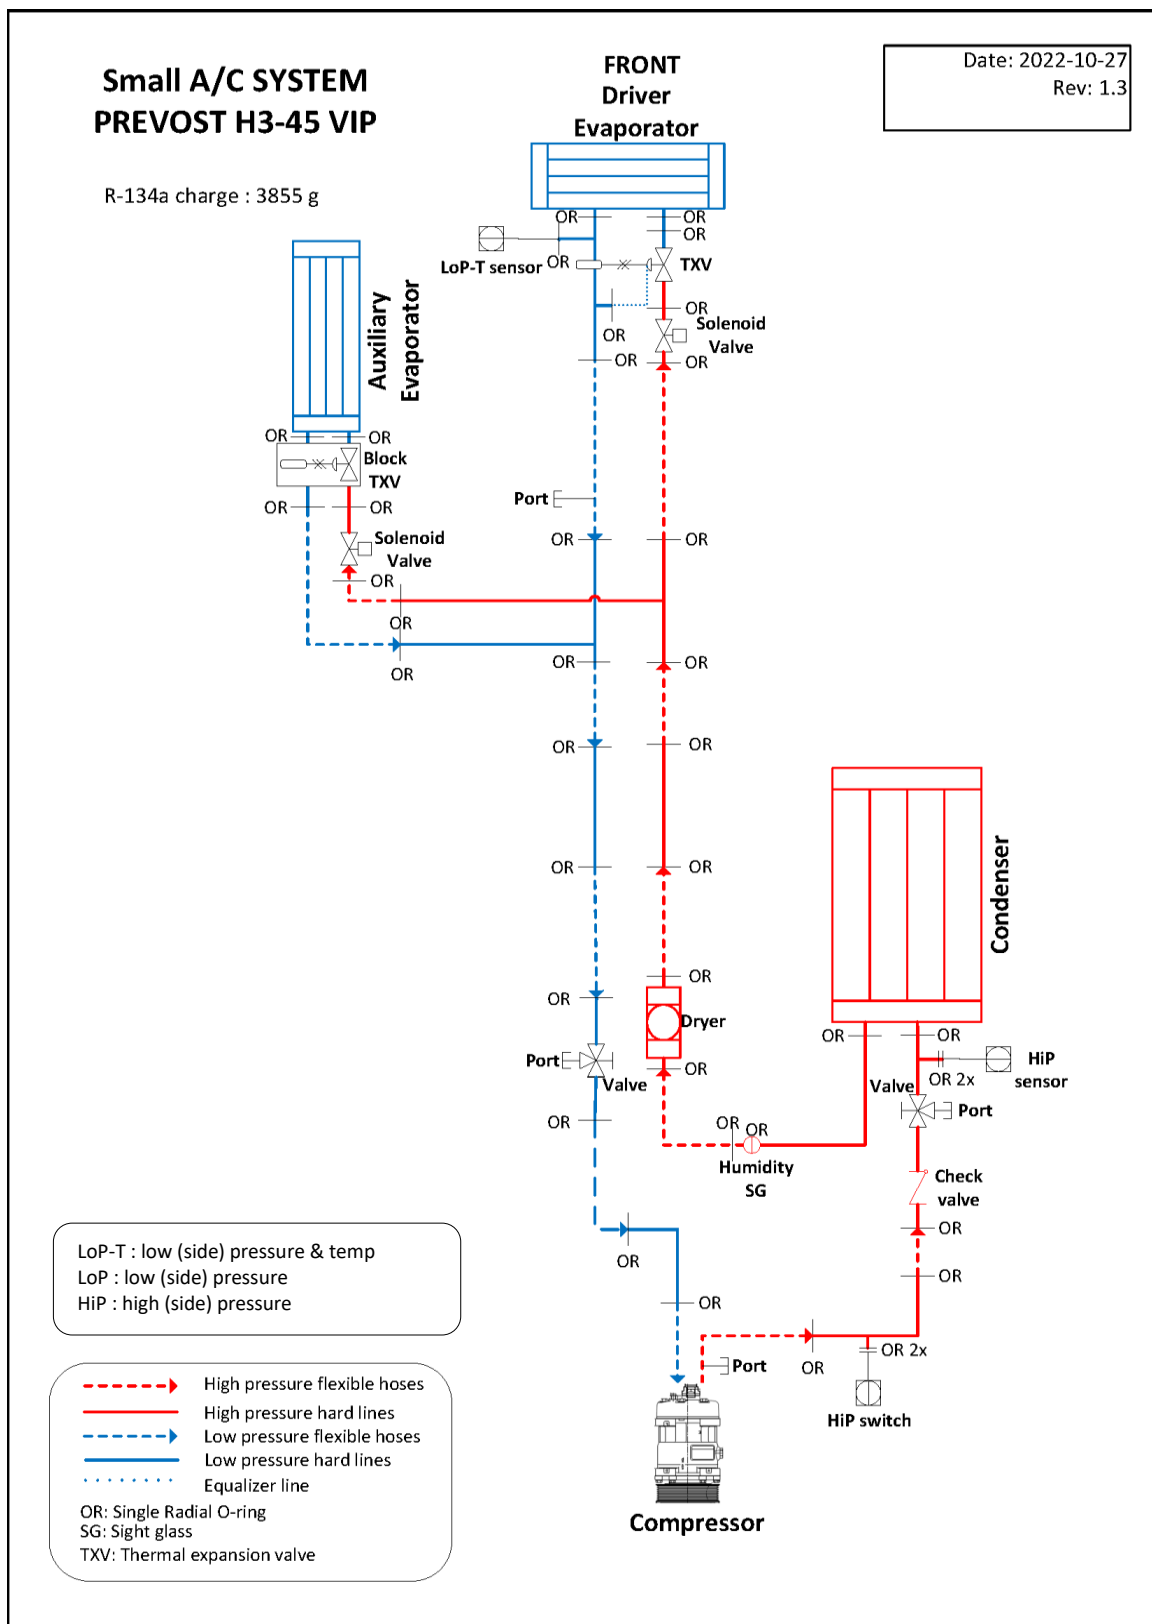 Small A/C SYSTEM
PREVOST H3-45 VIP
R-134a charge : 3855 g
FRONT
Driver
Evaporator
Date: 2022-10-27
Rev: 1.3
OR
OR
OR
LoP-T sensor
OR
TXV
OR
Solenoid
Valve
OR
OR
OR
Auxiliary
Evaporator
OR
OR
Block
TXV
OR
OR
Port
Solenoid
Valve
OR
OR
OR
OR
OR
OR
OR
OR
OR
OR
OR
Condenser
OR
OR
Dryer
OR
OR
Port
Valve
OR
HiP
sensor
OR 2x
Valve
Port
OR
OR
OR
Humidity
SG
Check
valve
OR
OR
OR
OR
LoP-T : low (side) pressure & temp
LoP : low (side) pressure
HiP : high (side) pressure
Port
OR
OR 2x
HiP switch
High pressure flexible hoses
High pressure hard lines
Low pressure flexible hoses
Low pressure hard lines
Equalizer line
OR: Single Radial O-ring
SG: Sight glass
TXV: Thermal expansion valve
Compressor